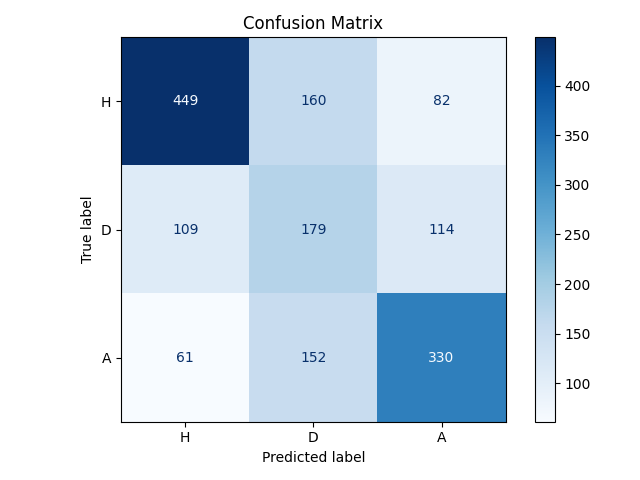 Confusion Matrix
H 449 160 82
D 109 179 114
A 61 152 330
H D A
True label
Predicted label
400
350
300
250
200
150
100